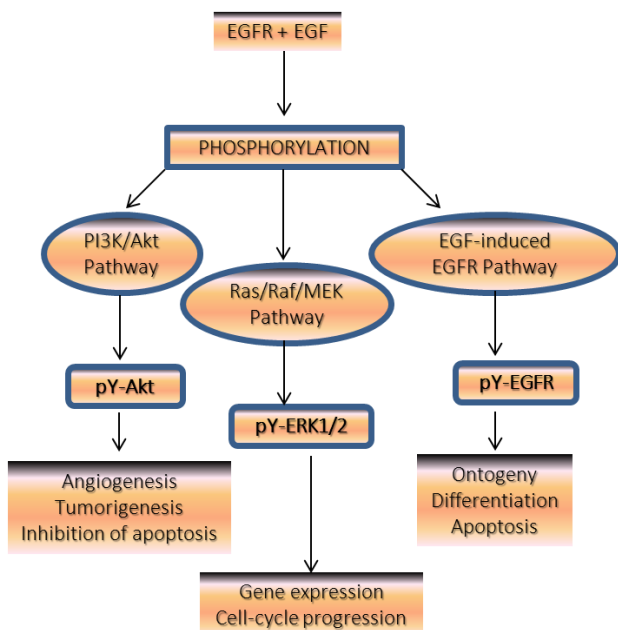 EGFR + EGF
PHOSPHORYLATION
PI3K/Akt
Pathway
Ras/Raf/MEK
Pathway
EGF-induced
EGFR Pathway
pY-Akt
pY-ERK1/2
pY-EGFR
Angiogenesis
Tumorigenesis
Inhibition of apoptosis
Ontogeny
Differentiation
Apoptosis
Gene expression
Cell-cycle progression